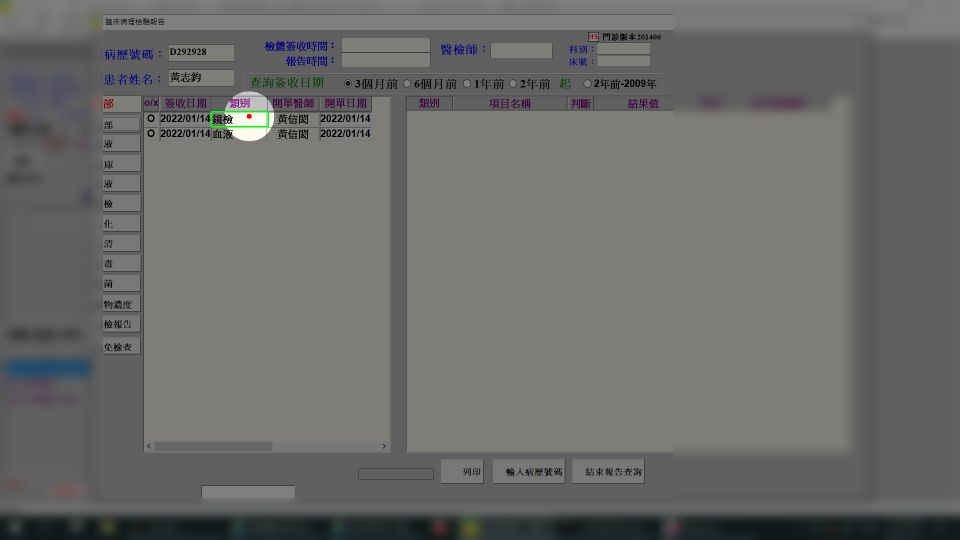 臨床病理檢驗報告
HS 門診版本201406
病歷號碼： D292928 檢體簽收時間： 醫檢師： 科別：
報告時間： 床號：
患者姓名： 黃志鈞 查詢簽收日期 3個月前 6個月前 1年前 2年前 起 2年前-2009年
部 o/x 簽收日期 類別 開單醫師 開單日期 類別 項目名稱 判斷 結果值
O 2022/01/14 鏡檢 黃信閎 2022/01/14
部 O 2022/01/14 血液 黃信閎 2022/01/14
液
庫
液
檢
化
清
毒
菌
物濃度
檢報告
免檢查
列印 輸入病歷號碼 結束報告查詢